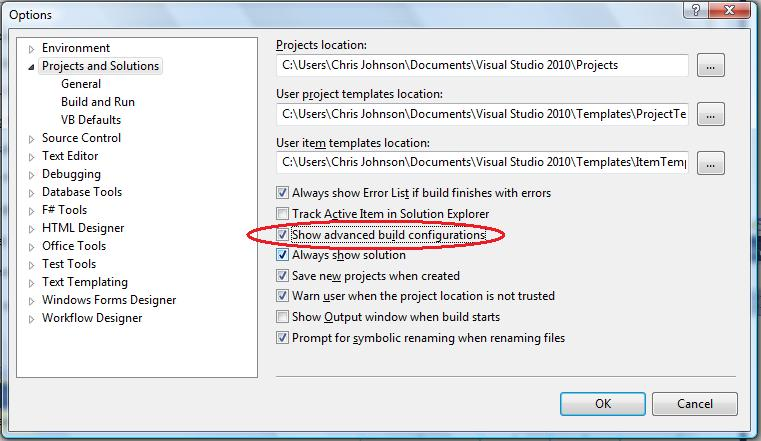 Options
Environment
Projects and Solutions
General
Build and Run
VB Defaults
Source Control
Text Editor
Debugging
Database Tools
F# Tools
HTML Designer
Office Tools
Test Tools
Text Templating
Windows Forms Designer
Workflow Designer
Projects location:
C:\Users\Chris Johnson\Documents\Visual Studio 2010\Projects
...
User project templates location:
C:\Users\Chris Johnson\Documents\Visual Studio 2010\Templates\ProjectTe
...
User item templates location:
C:\Users\Chris Johnson\Documents\Visual Studio 2010\Templates\ItemTemp
...
Always show Error List if build finishes with errors
Track Active Item in Solution Explorer
Show advanced build configurations
Always show solution
Save new projects when created
Warn user when the project location is not trusted
Show Output window when build starts
Prompt for symbolic renaming when renaming files
OK
Cancel